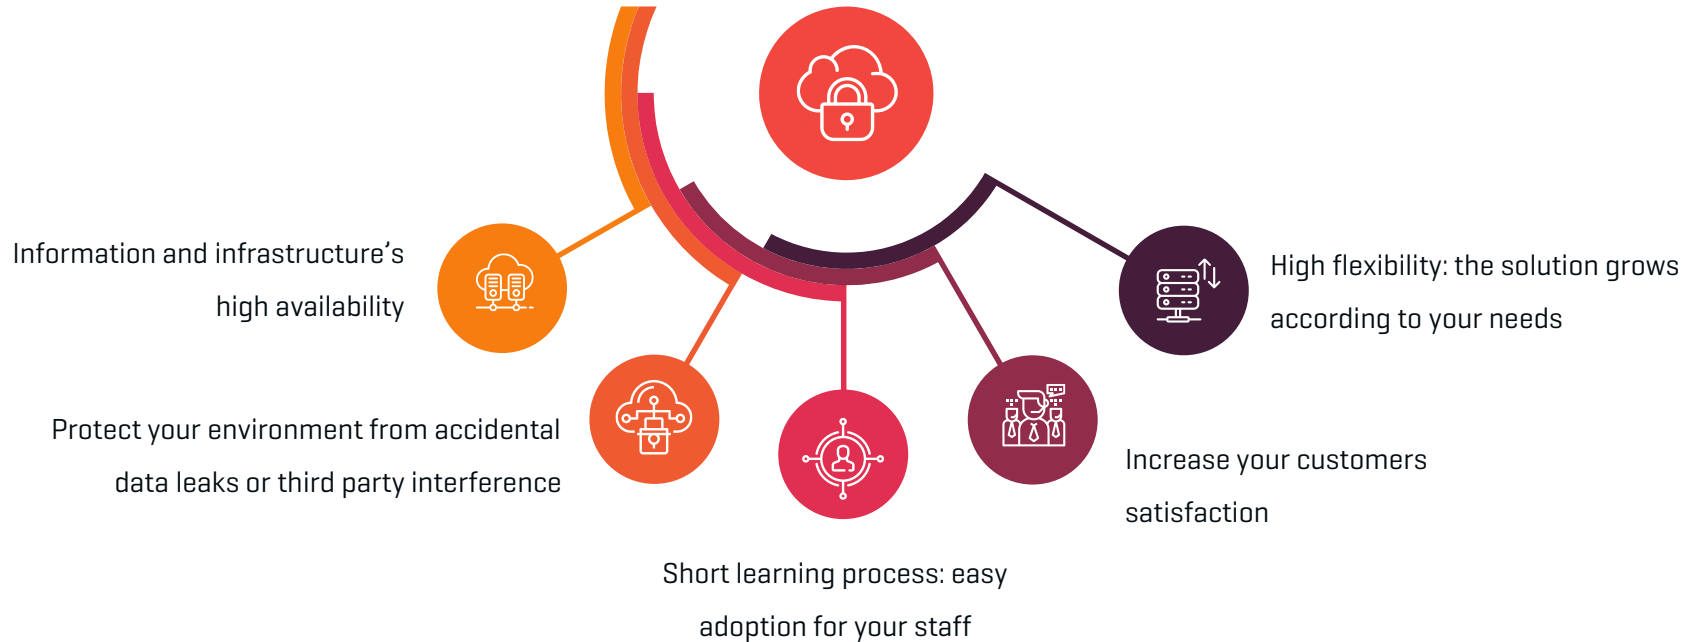 Information and infrastructure’s
high availability
Protect your environment from accidental
data leaks or third party interference
Short learning process: easy
adoption for your staff
Increase your customers
satisfaction
High flexibility: the solution grows
according to your needs